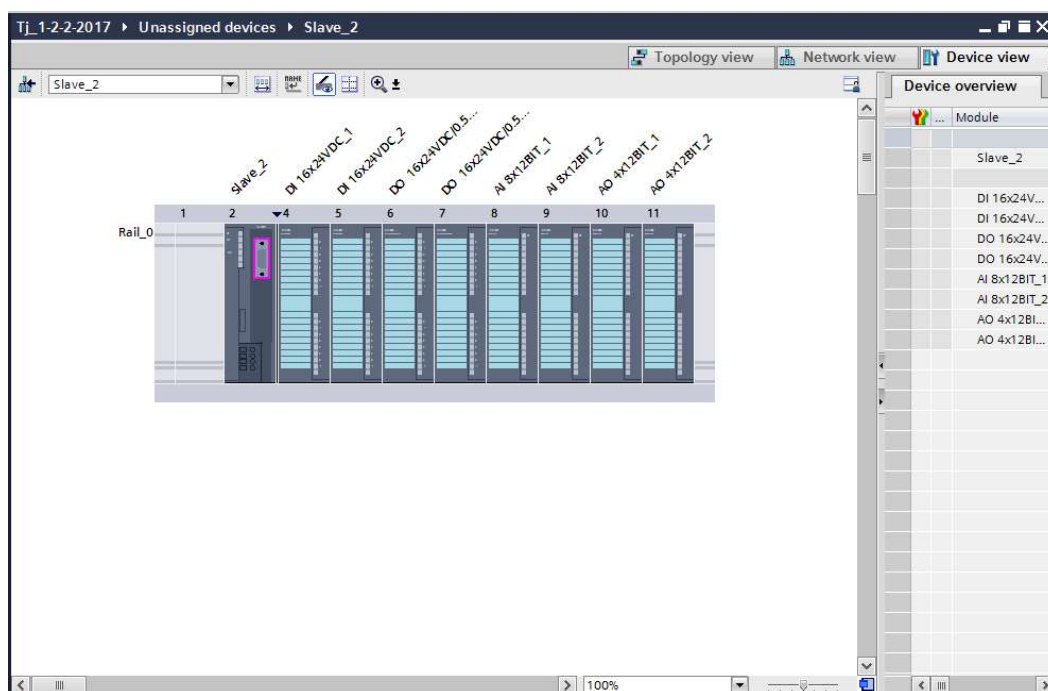 Tj_1-2-2-2017 ▸ Unassigned devices ▸ Slave_2
Topology view Network view Device view
Slave_2
Device overview
... Module
Slave_2
DI 16x24VDC_1
DI 16x24VDC_2
DO 16x24VDC/0.5...
DO 16x24VDC/0.5...
AI 8x12BIT_1
AI 8x12BIT_2
AO 4x12BIT_1
AO 4x12BIT_2
1 2 4 5 6 7 8 9 10 11
Rail_0
Slave_2
DI 16x24V...
DI 16x24V...
DO 16x24V...
DO 16x24V...
AI 8x12BIT_1
AI 8x12BIT_2
AO 4x12BI...
AO 4x12BI...
100%